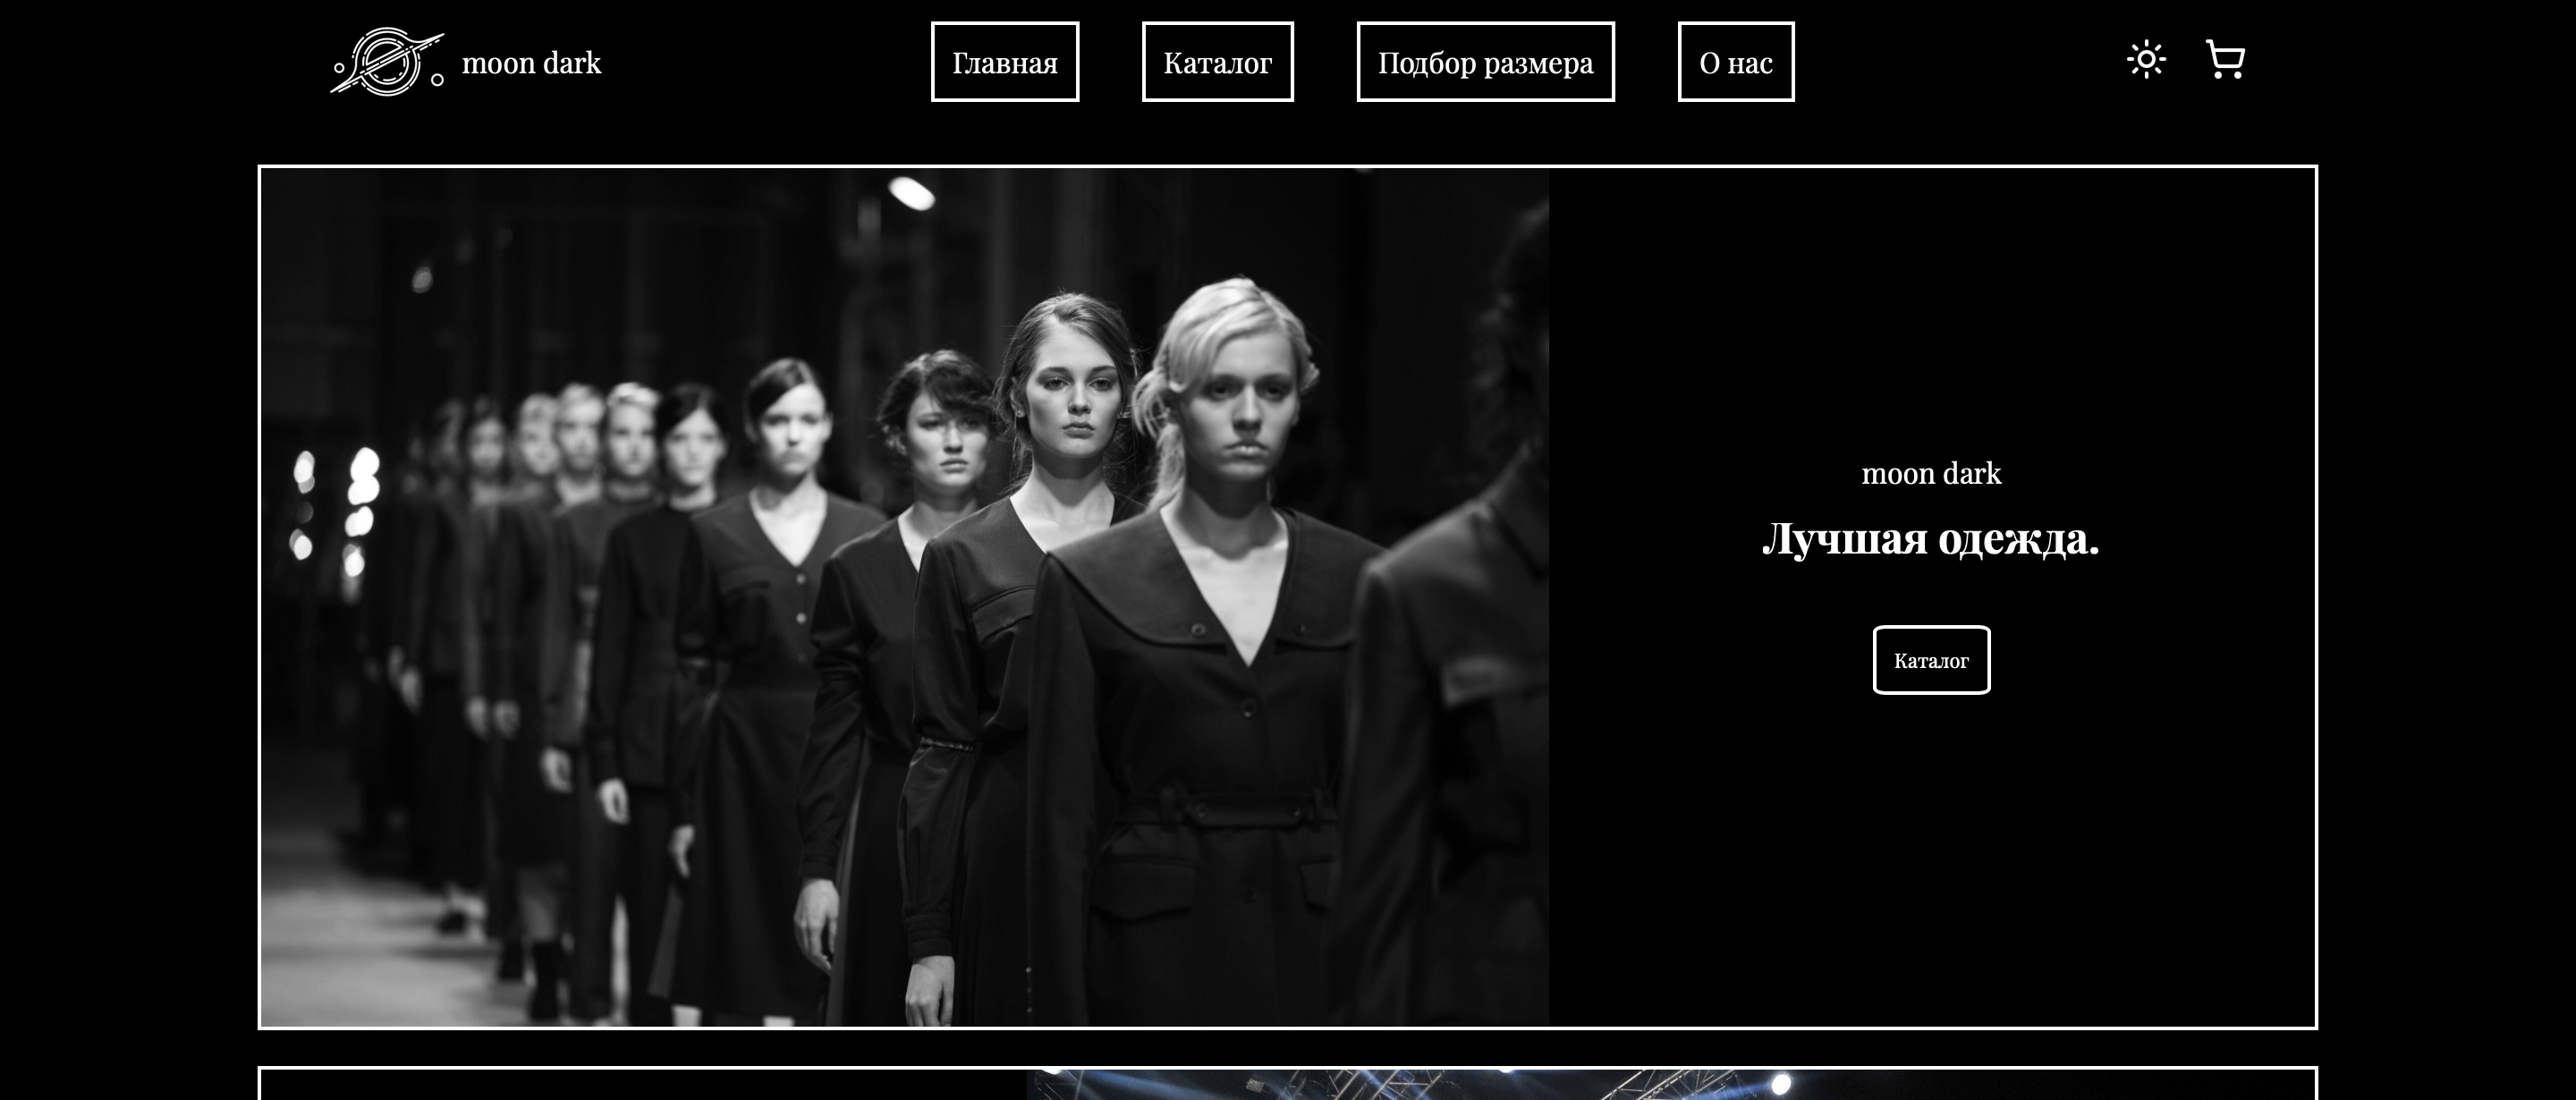 moon dark
Главная
Каталог
Подбор размера
О нас
moon dark
Лучшая одежда.
Каталог